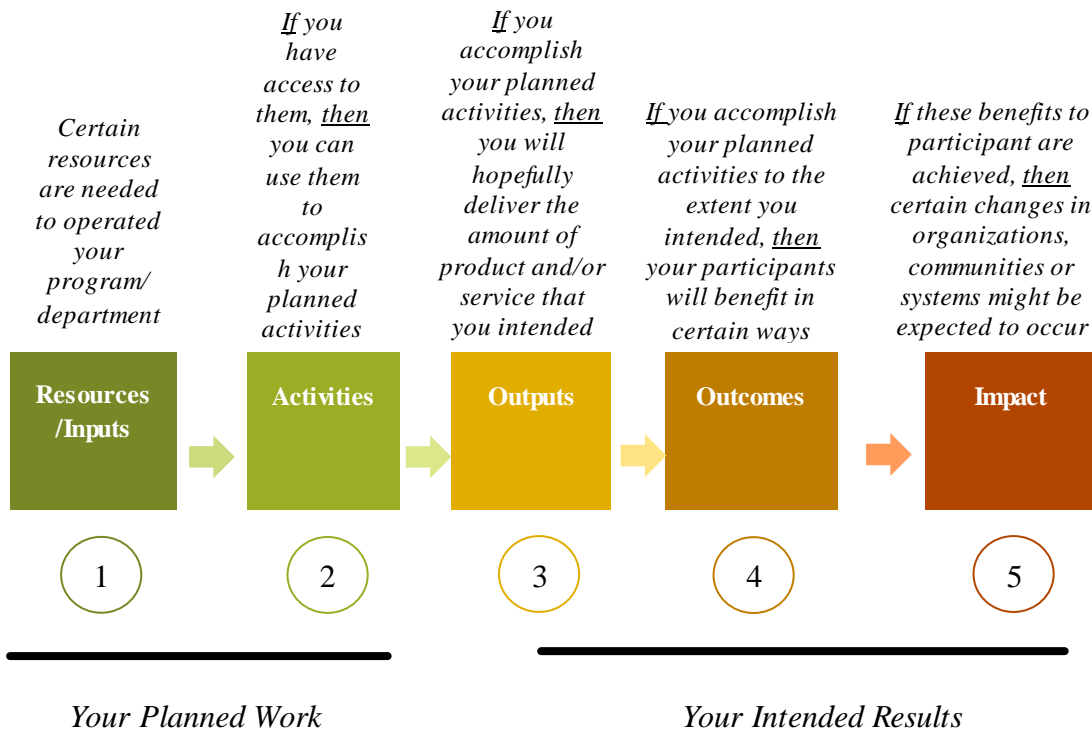 Certain
resources
are needed
to operated
your
program/
department
If you
have
access to
them, then
you can
use them
to
accomplis
h your
planned
activities
If you
accomplish
your planned
activities, then
you will
hopefully
deliver the
amount of
product and/or
service that
you intended
If you accomplish
your planned
activities to the
extent you
intended, then
your participants
will benefit in
certain ways
If these benefits to
participant are
achieved, then
certain changes in
organizations,
communities or
systems might be
expected to occur
Resources
/Inputs
Activities
Outputs
Outcomes
Impact
1
2
3
4
5
Your Planned Work
Your Intended Results